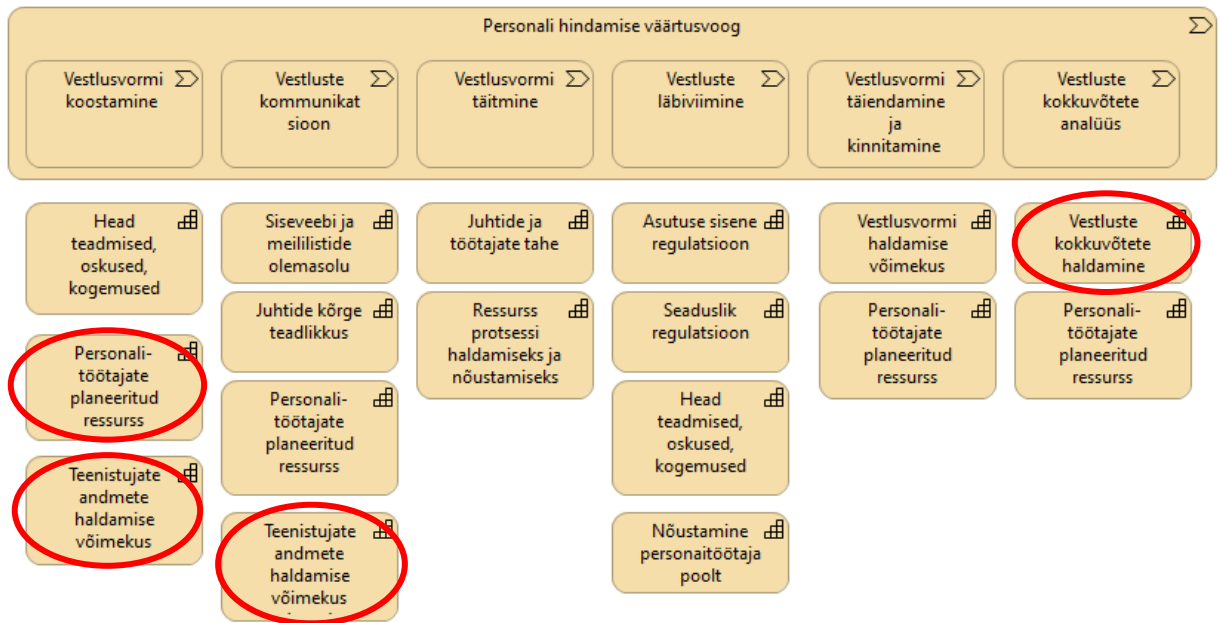 Personali hindamise väärtusvoog
Vestlusvormi
koostamine
Vestluste
kommunikat
sioon
Vestlusvormi
täitmine
Vestluste
läbiviimine
Vestlusvormi
täiendamine
ja
kinnitamine
Vestluste
kokkuvõtete
analüüs
Head
teadmised,
oskused,
kogemused
Personali-
töötajate
planeeritud
ressurss
Teenistujate
andmete
haldamise
võimekus
Siseveebi ja
meililistide
olemasolu
Juhtide kõrge
teadlikkus
Personali-
töötajate
planeeritud
ressurss
Teenistujate
andmete
haldamise
võimekus
Juhtide ja
töötajate tahe
Ressurss
protsessi
haldamiseks ja
nõustamiseks
Asutuse sisene
regulatsioon
Seaduslik
regulatsioon
Head
teadmised,
oskused,
kogemused
Nõustamine
personaitöötaja
poolt
Vestlusvormi
haldamise
võimekus
Personali-
töötajate
planeeritud
ressurss
Vestluste
kokkuvõtete
haldamine
Personali-
töötajate
planeeritud
ressurss